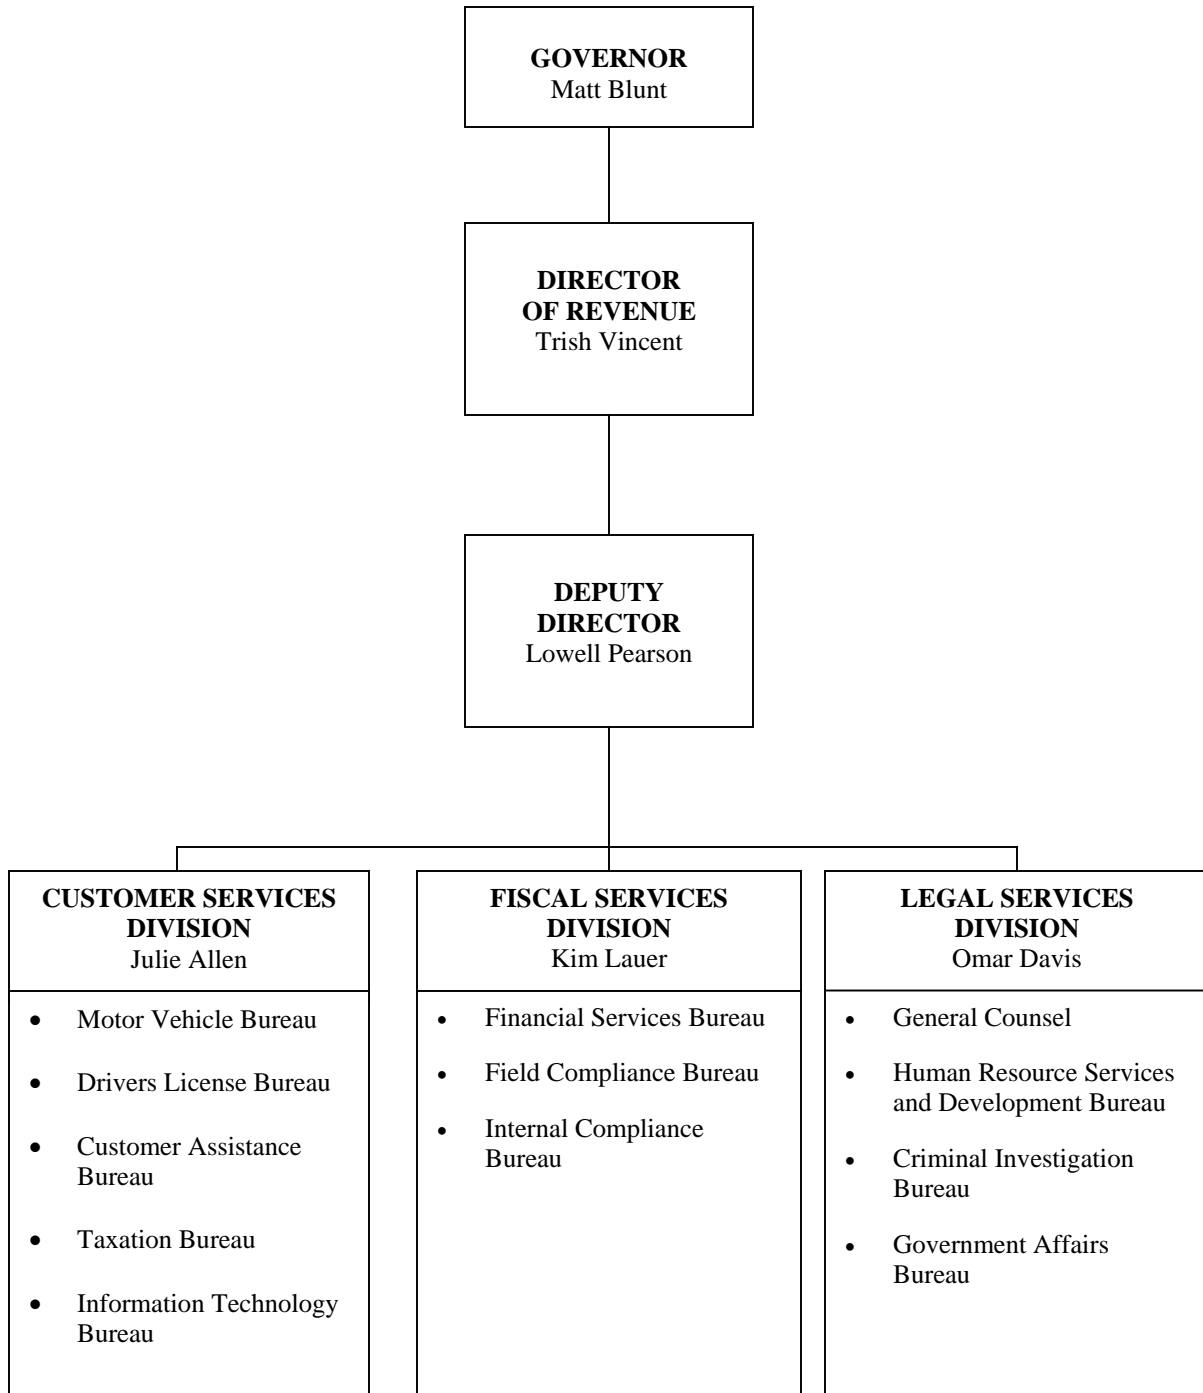 GOVERNOR
Matt Blunt
DIRECTOR
OF REVENUE
Trish Vincent
DEPUTY
DIRECTOR
Lowell Pearson
CUSTOMER SERVICES
DIVISION
Julie Allen
• Motor Vehicle Bureau
• Drivers License Bureau
• Customer Assistance
Bureau
• Taxation Bureau
• Information Technology
Bureau
FISCAL SERVICES
DIVISION
Kim Lauer
• Financial Services Bureau
• Field Compliance Bureau
• Internal Compliance
Bureau
LEGAL SERVICES
DIVISION
Omar Davis
• General Counsel
• Human Resource Services
and Development Bureau
• Criminal Investigation
Bureau
• Government Affairs
Bureau